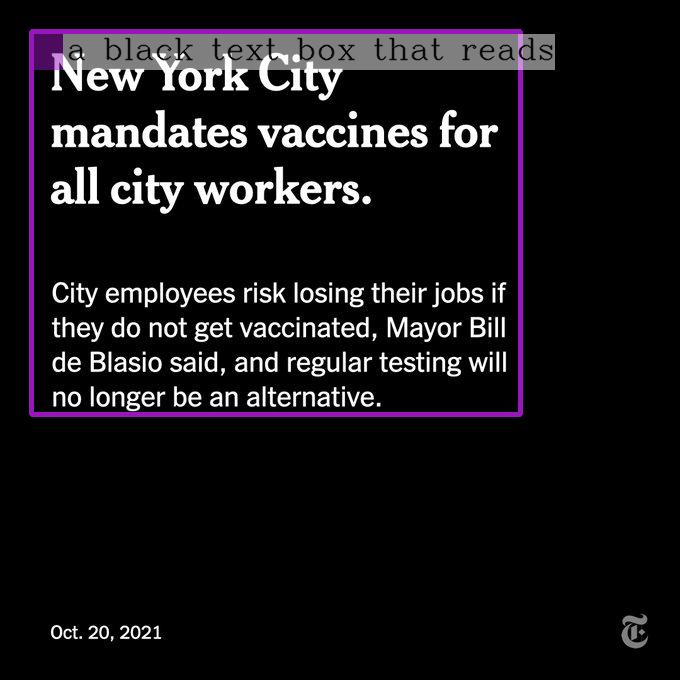 a black text box that reads
New York City
mandates vaccines for
all city workers.
City employees risk losing their jobs if
they do not get vaccinated, Mayor Bill
de Blasio said, and regular testing will
no longer be an alternative.
Oct. 20, 2021
T